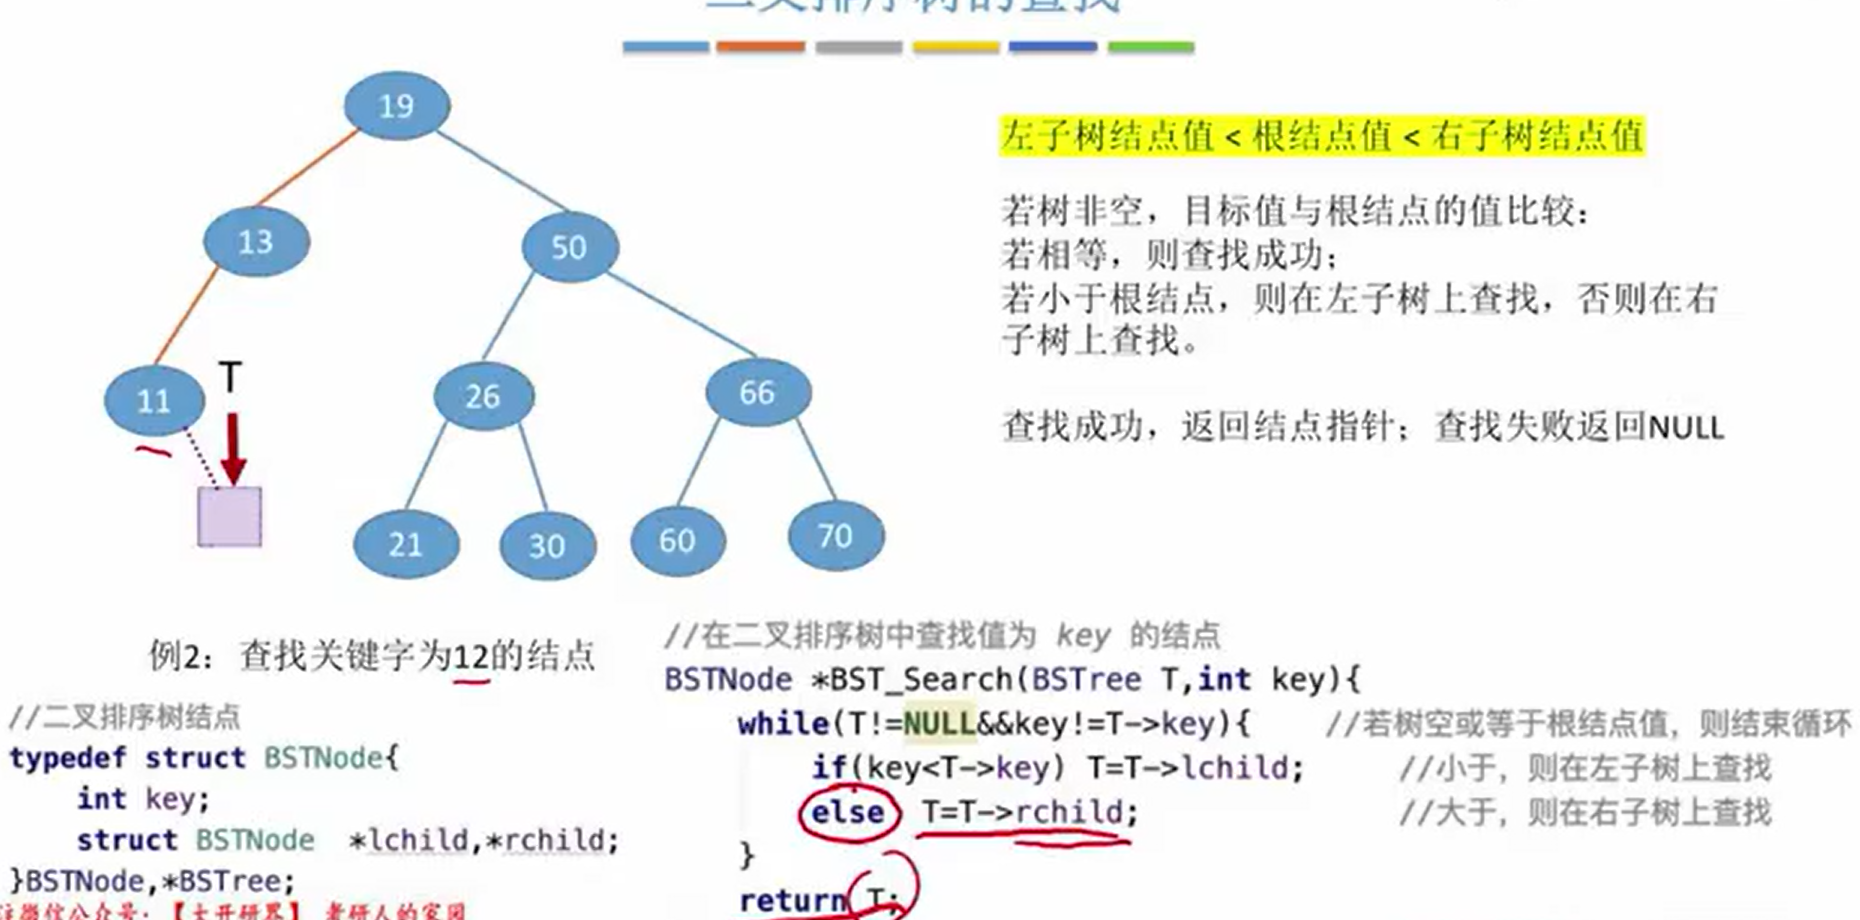 二叉排序树的查找
19
13
50
11
T
26
66
21
30
60
70
左子树结点值 < 根结点值 < 右子树结点值
若树非空，目标值与根结点的值比较：
若相等，则查找成功；
若小于根结点，则在左子树上查找，否则在右
子树上查找。
查找成功，返回结点指针；查找失败返回NULL
例2：查找关键字为12的结点
//二叉排序树结点
typedef struct BSTNode{
int key;
struct BSTNode *lchild,*rchild;
}BSTNode,*BSTree;
//在二叉排序树中查找值为 key 的结点
BSTNode *BST_Search(BSTree T,int key){
while(T!=NULL&&key!=T->key){ //若树空或等于根结点值，则结束循环
if(key<T->key) T=T->lchild; //小于，则在左子树上查找
else T=T->rchild; //大于，则在右子树上查找
}
return T;
微信公众号：【大开研界】 考研人的家园